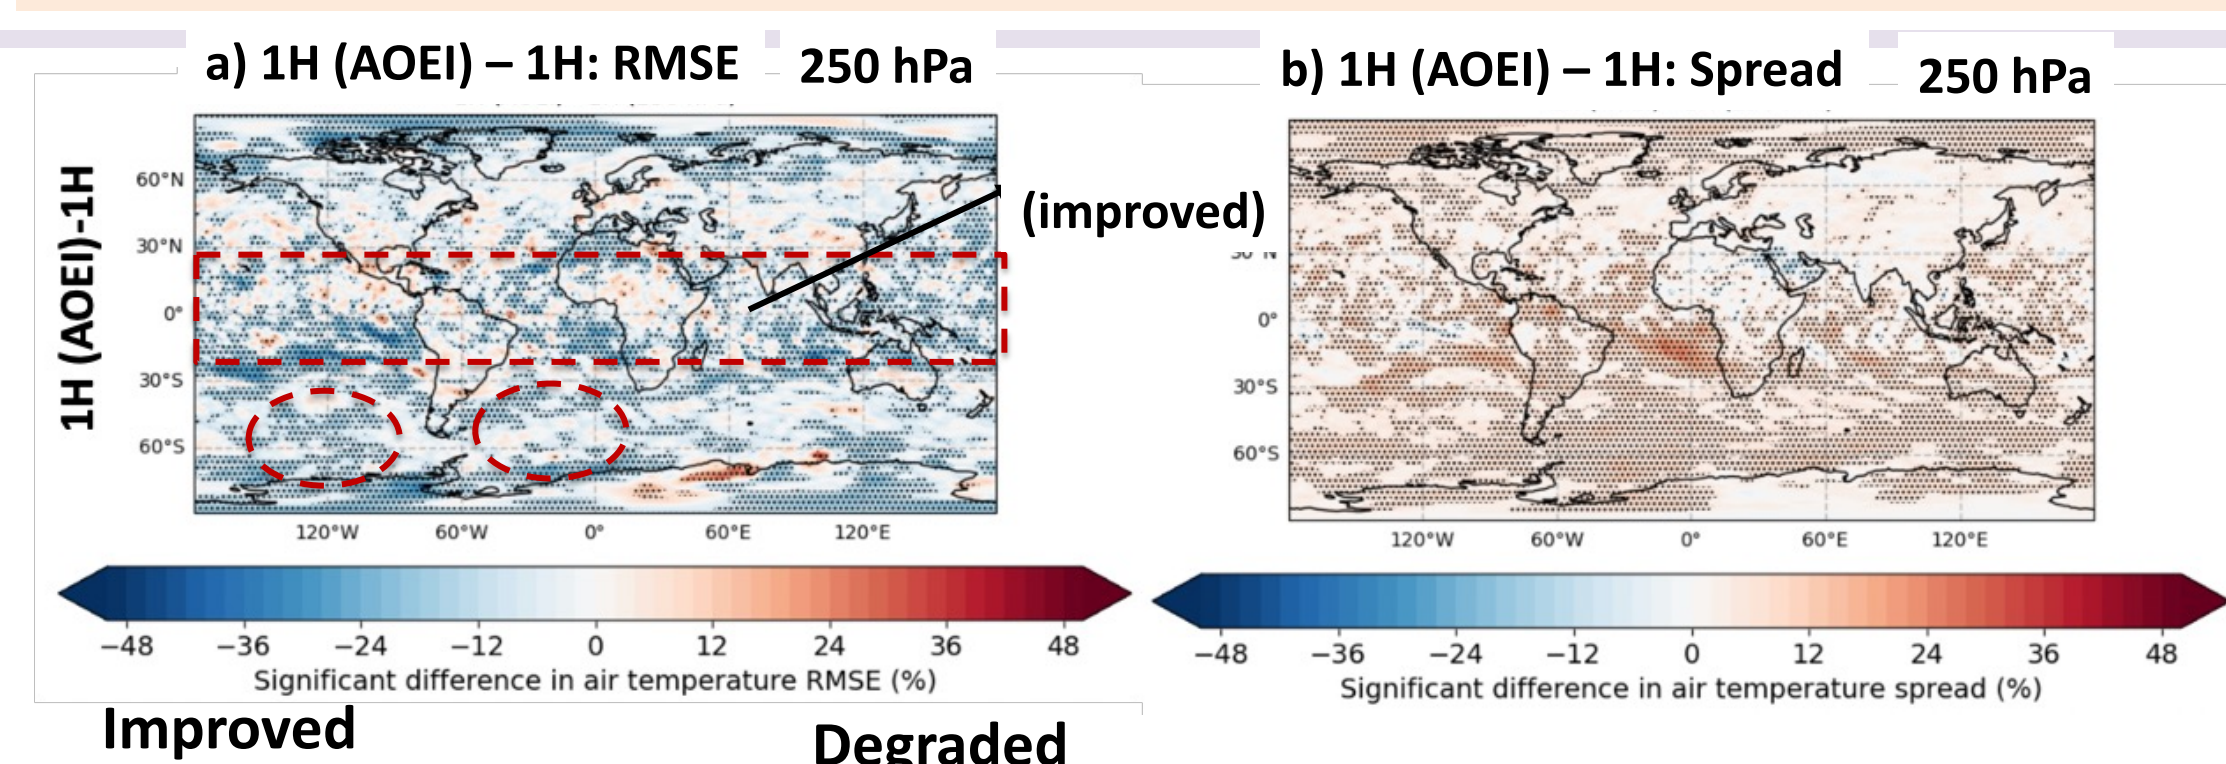 a) 1H (AOEI) – 1H: RMSE 250 hPa
b) 1H (AOEI) – 1H: Spread 250 hPa
1H (AOEI)-1H
60°N
30°N
0°
30°S
60°S
120°W 60°W 0° 60°E 120°E
(improved)
0°
30°S
60°S
120°W 60°W 0° 60°E 120°E
−48 −36 −24 −12 0 12 24 36 48
Significant difference in air temperature RMSE (%)
−48 −36 −24 −12 0 12 24 36 48
Significant difference in air temperature spread (%)
Improved
Degraded